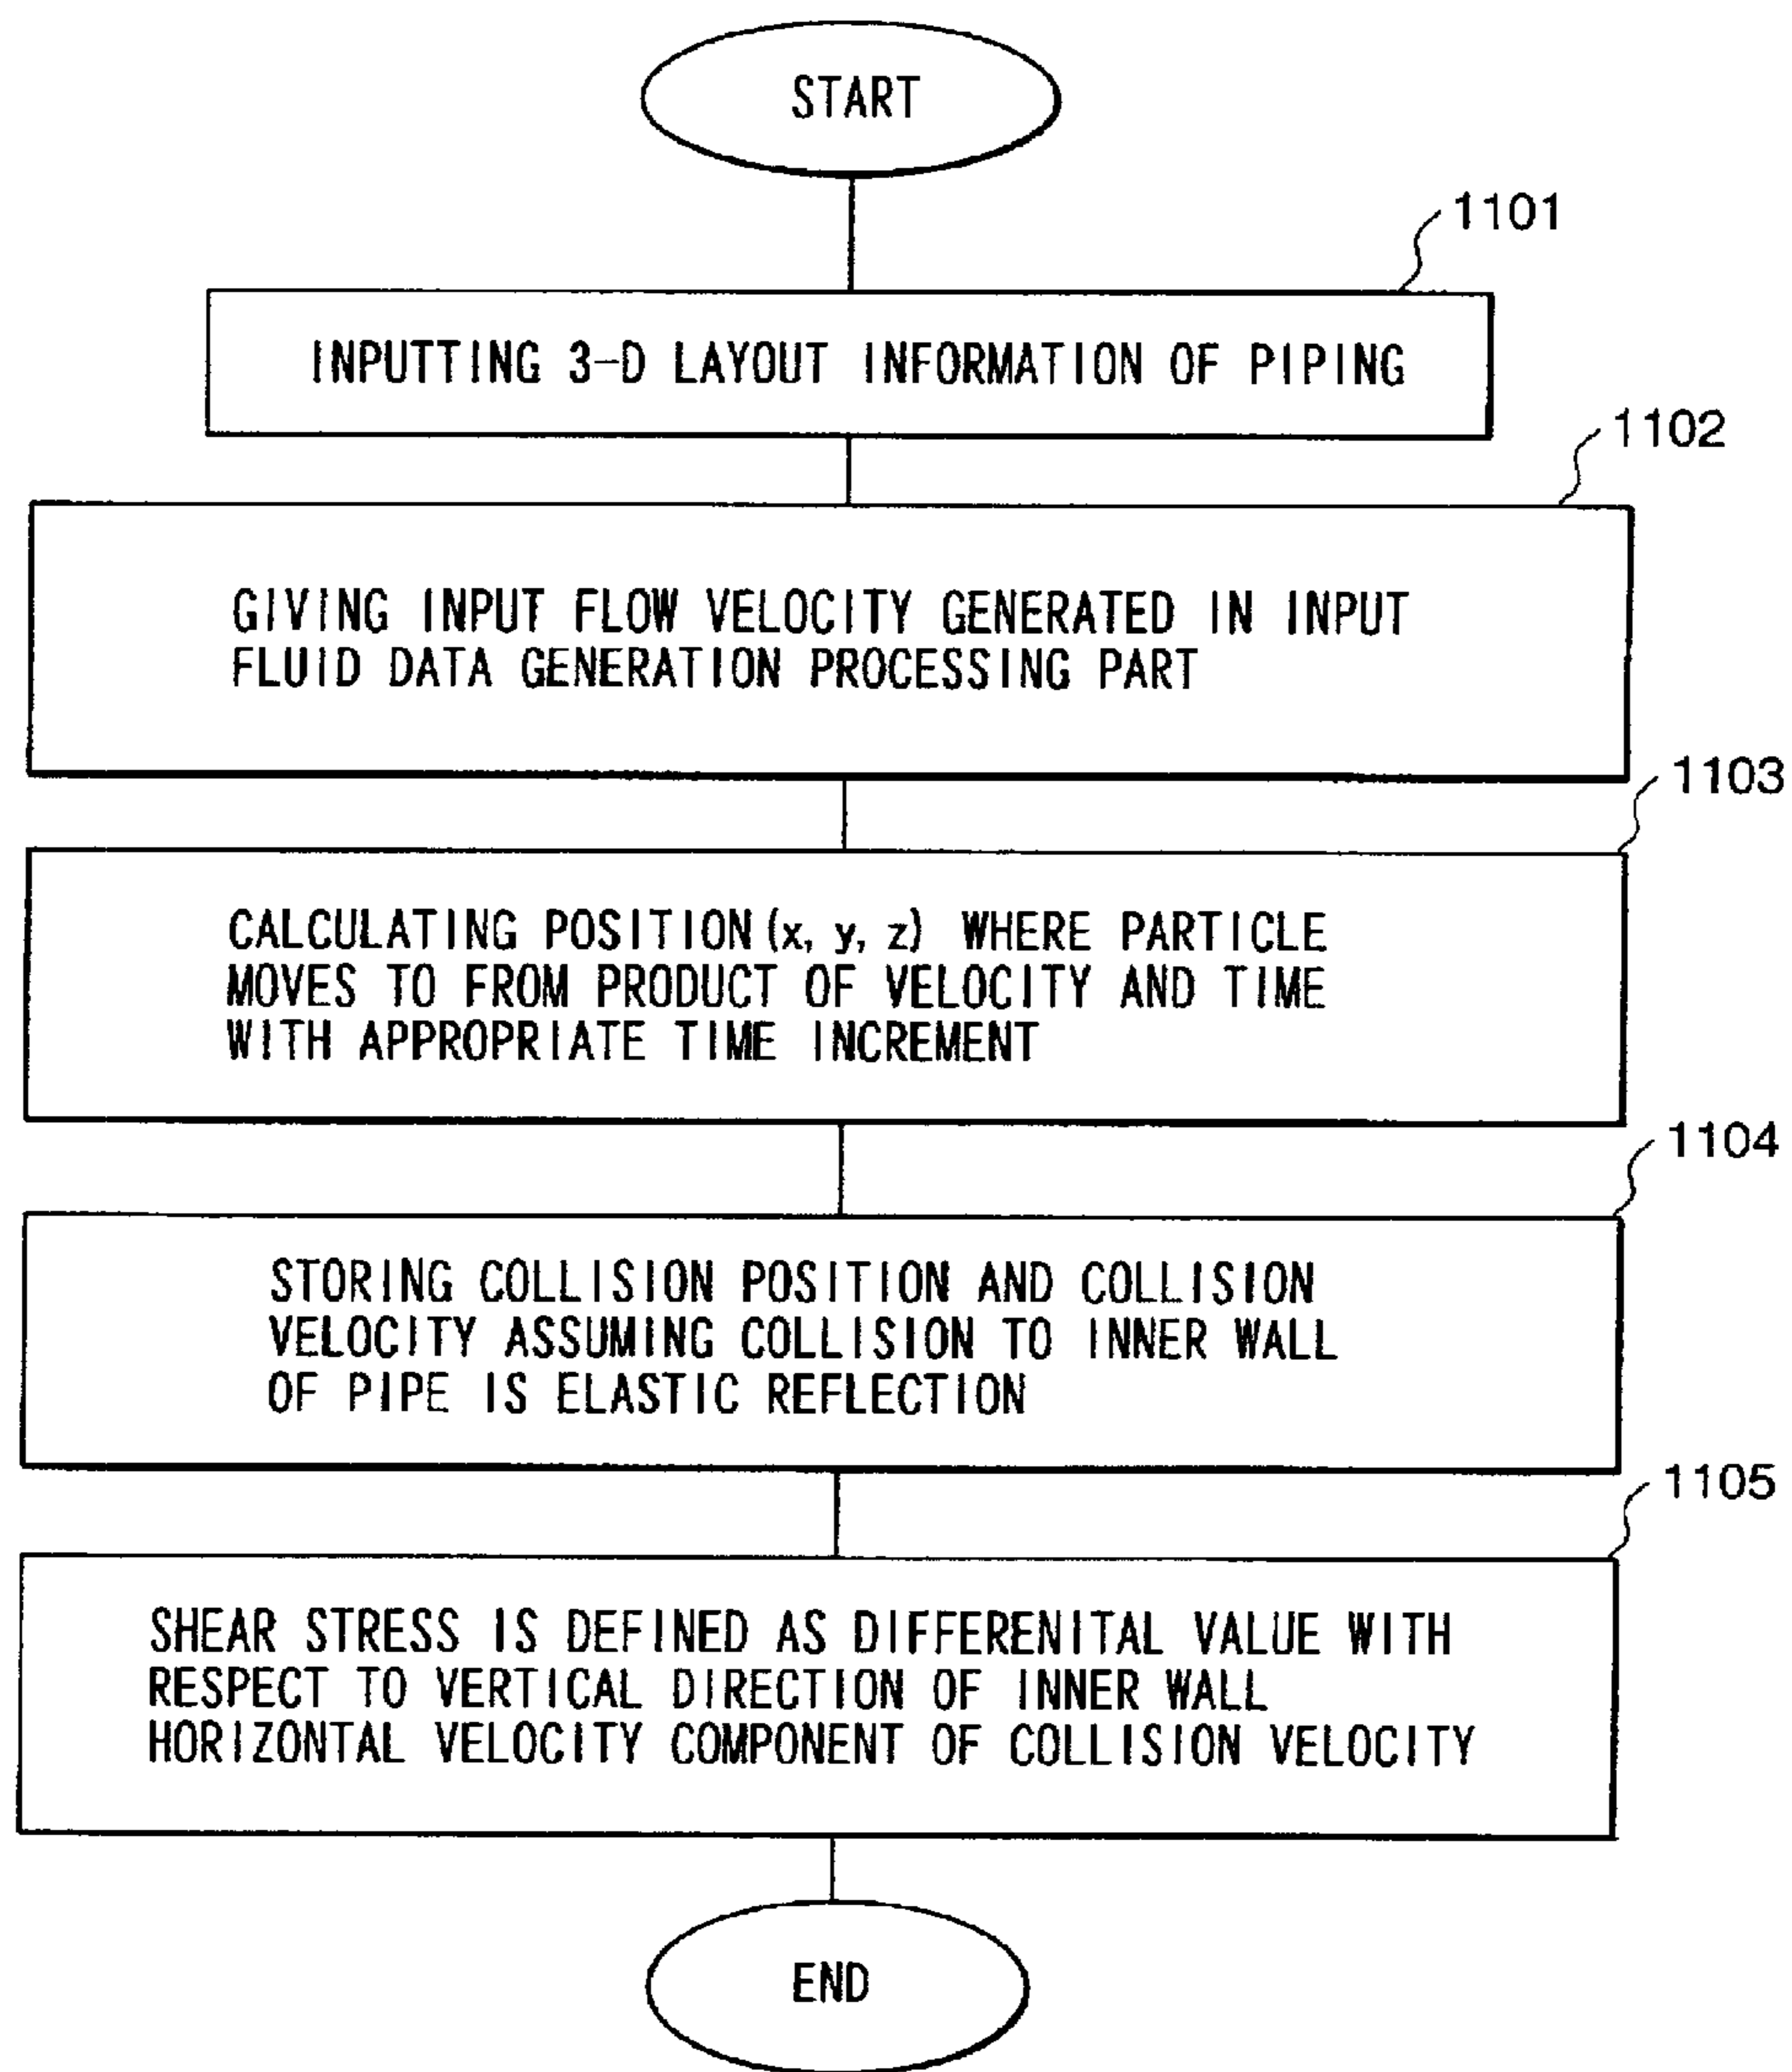 START
1101
INPUTTING 3-D LAYOUT INFORMATION OF PIPING
1102
GIVING INPUT FLOW VELOCITY GENERATED IN INPUT
FLUID DATA GENERATION PROCESSING PART
1103
CALCULATING POSITION (x, y, z) WHERE PARTICLE
MOVES TO FROM PRODUCT OF VELOCITY AND TIME
WITH APPROPRIATE TIME INCREMENT
1104
STORING COLLISION POSITION AND COLLISION
VELOCITY ASSUMING COLLISION TO INNER WALL
OF PIPE IS ELASTIC REFLECTION
1105
SHEAR STRESS IS DEFINED AS DIFFERENITAL VALUE WITH
RESPECT TO VERTICAL DIRECTION OF INNER WALL
HORIZONTAL VELOCITY COMPONENT OF COLLISION VELOCITY
END